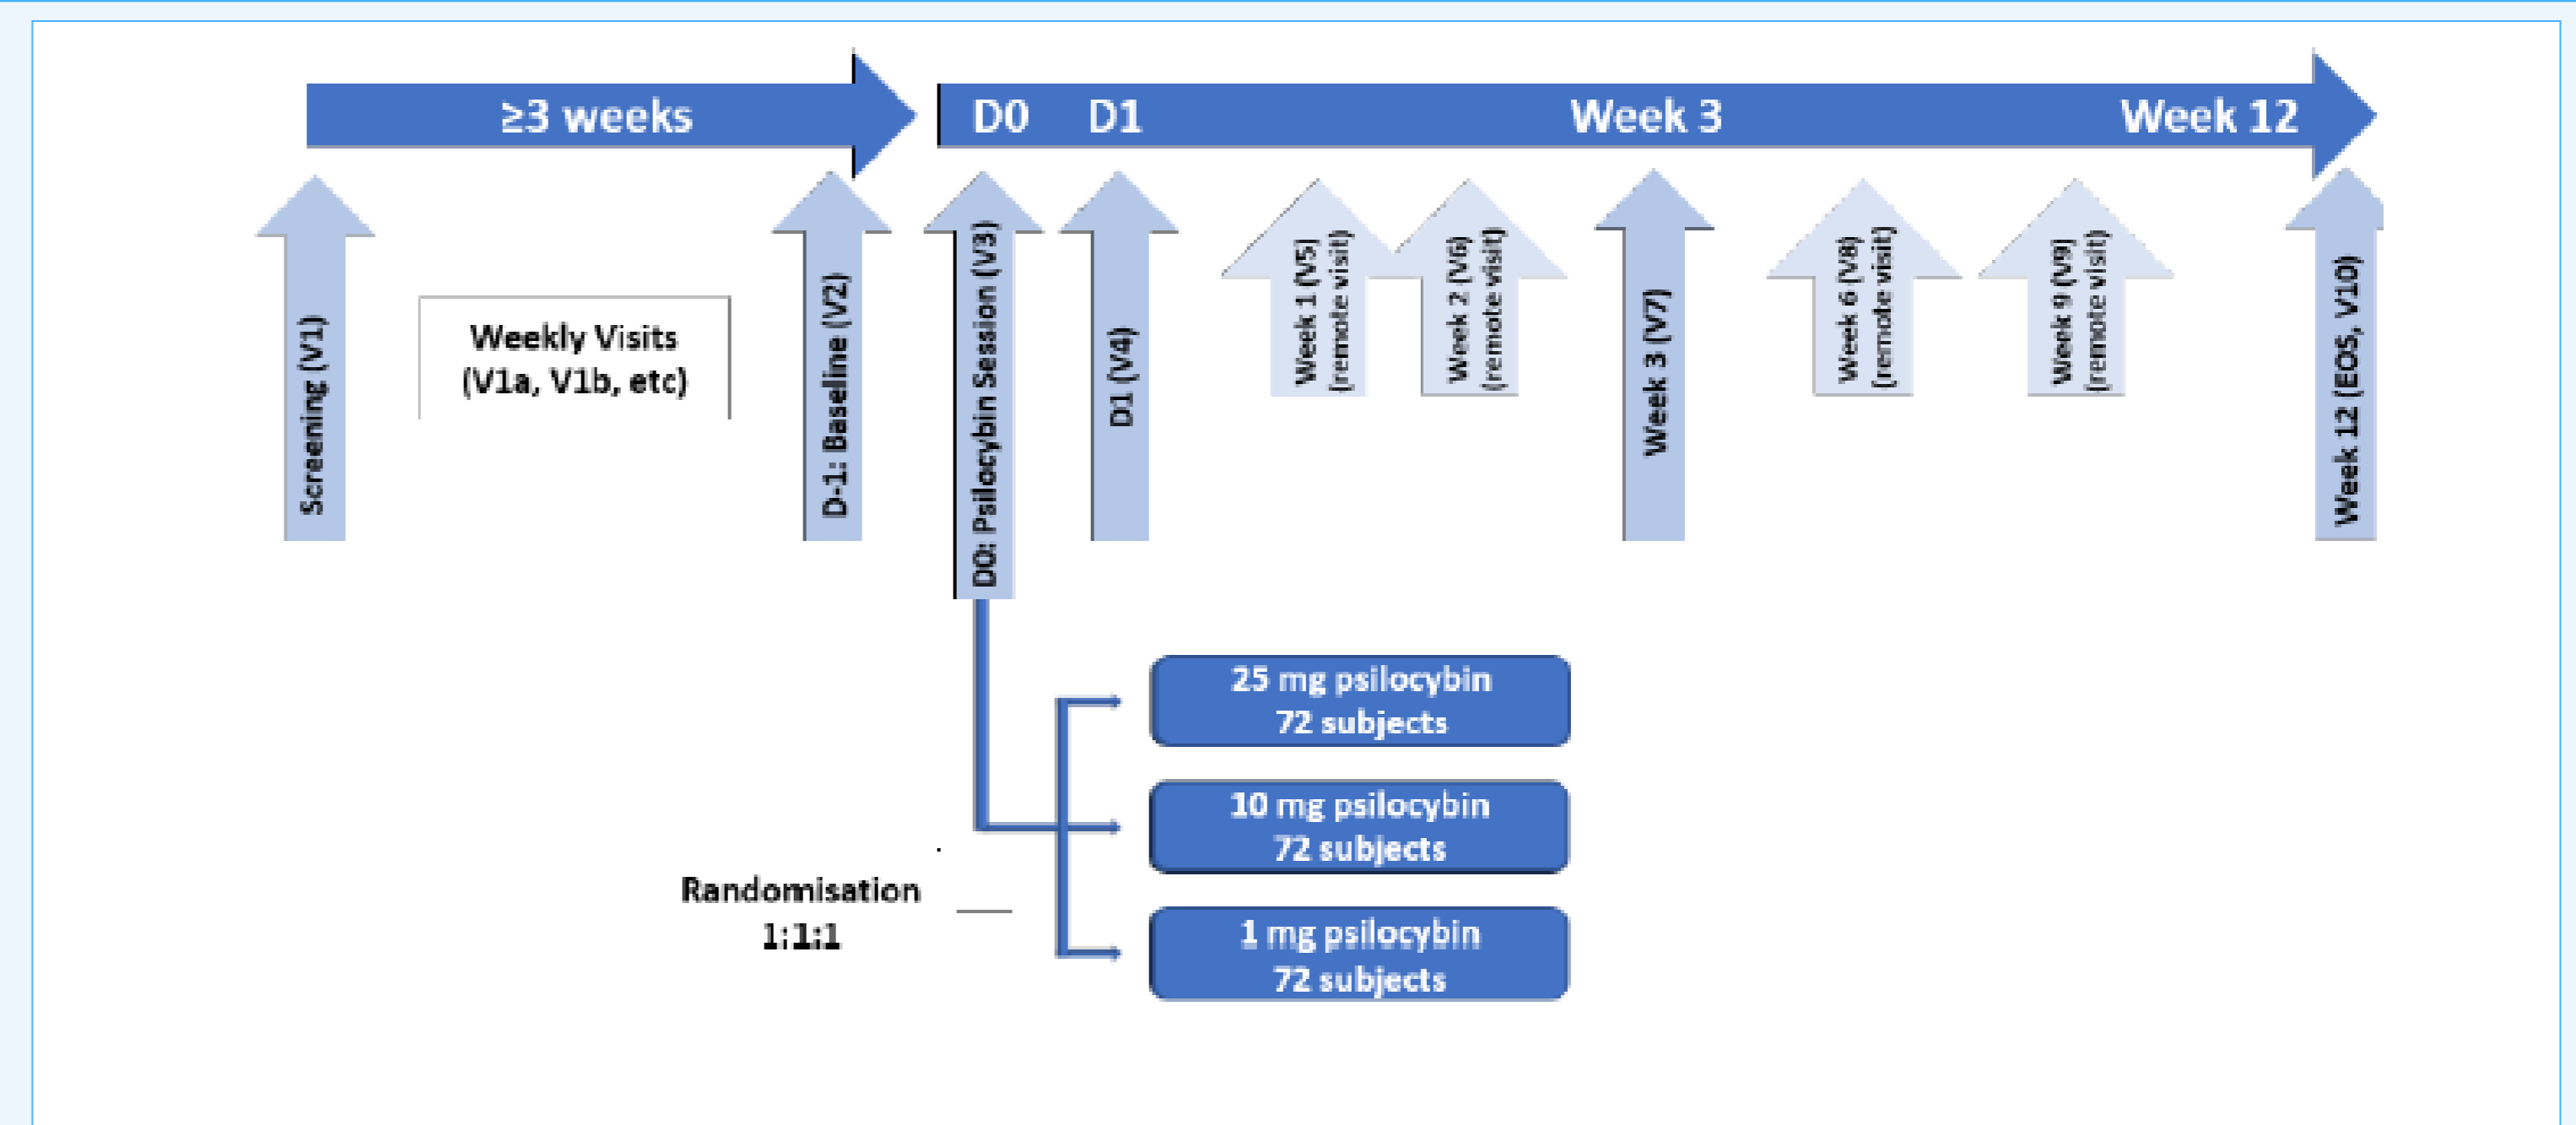 ≥3 weeks
D0
D1
Week 3
Week 12
Screening (V1)
Weekly Visits
(V1a, V1b, etc)
D-1: Baseline (V2)
D0: Psilocybin Session (V3)
D1 (V4)
Week 1 (V5)
(remote visit)
Week 2 (V6)
(remote visit)
Week 3 (V7)
Week 6 (V8)
(remote visit)
Week 9 (V9)
(remote visit)
Week 12 (EOS, V10)
25 mg psilocybin
72 subjects
10 mg psilocybin
72 subjects
Randomisation
1:1:1
1 mg psilocybin
72 subjects